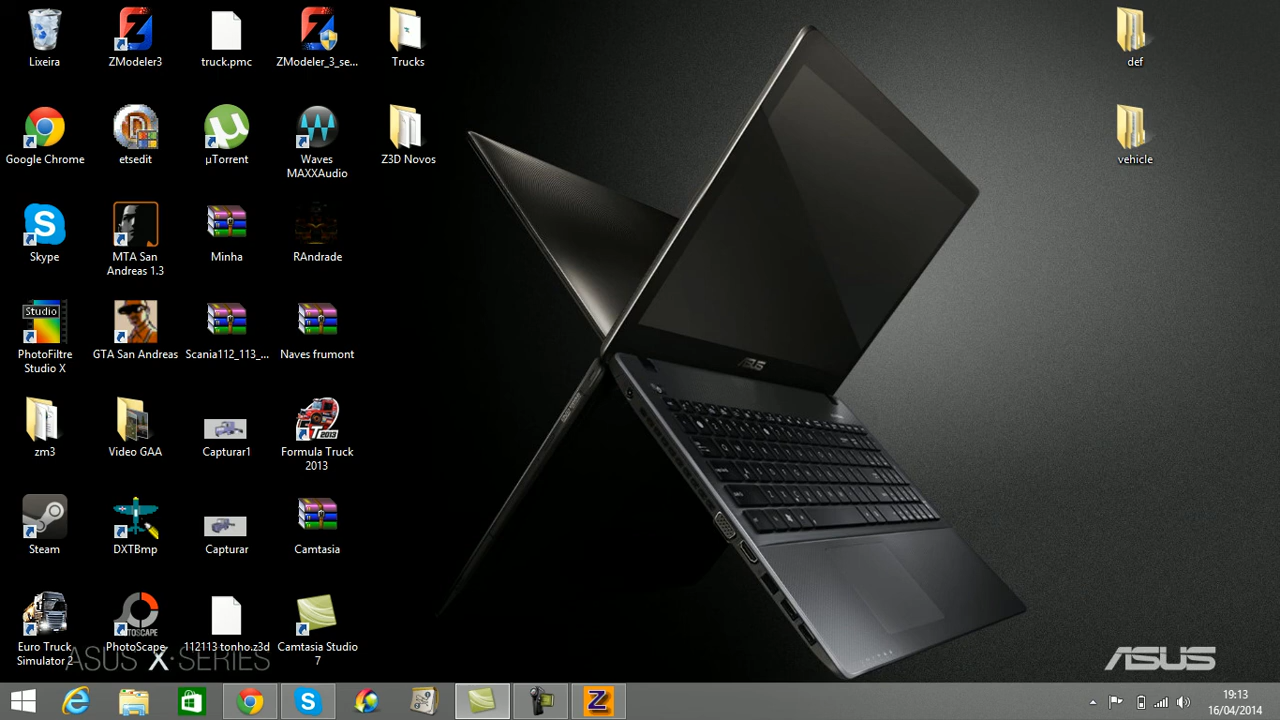 Lixeira
ZModeler3
truck.pmc
ZModeler_3_se...
Trucks
def
Google Chrome
etsedit
µTorrent
Waves
MAXXAudio
Z3D Novos
vehicle
Skype
MTA San
Andreas 1.3
Minha
RAndrade
Studio
PhotoFiltre
Studio X
GTA San Andreas
Scania112_113_...
Naves frumont
ASUS
zm3
Video GAA
Capturar1
T2013
Formula Truck
2013
Steam
DXTBmp
Capturar
Camtasia
Euro Truck
Simulator 2
PhotoScape
112113 tonho.z3d
Camtasia Studio
7
ASUS X·SERIES
ASUS
19:13
16/04/2014